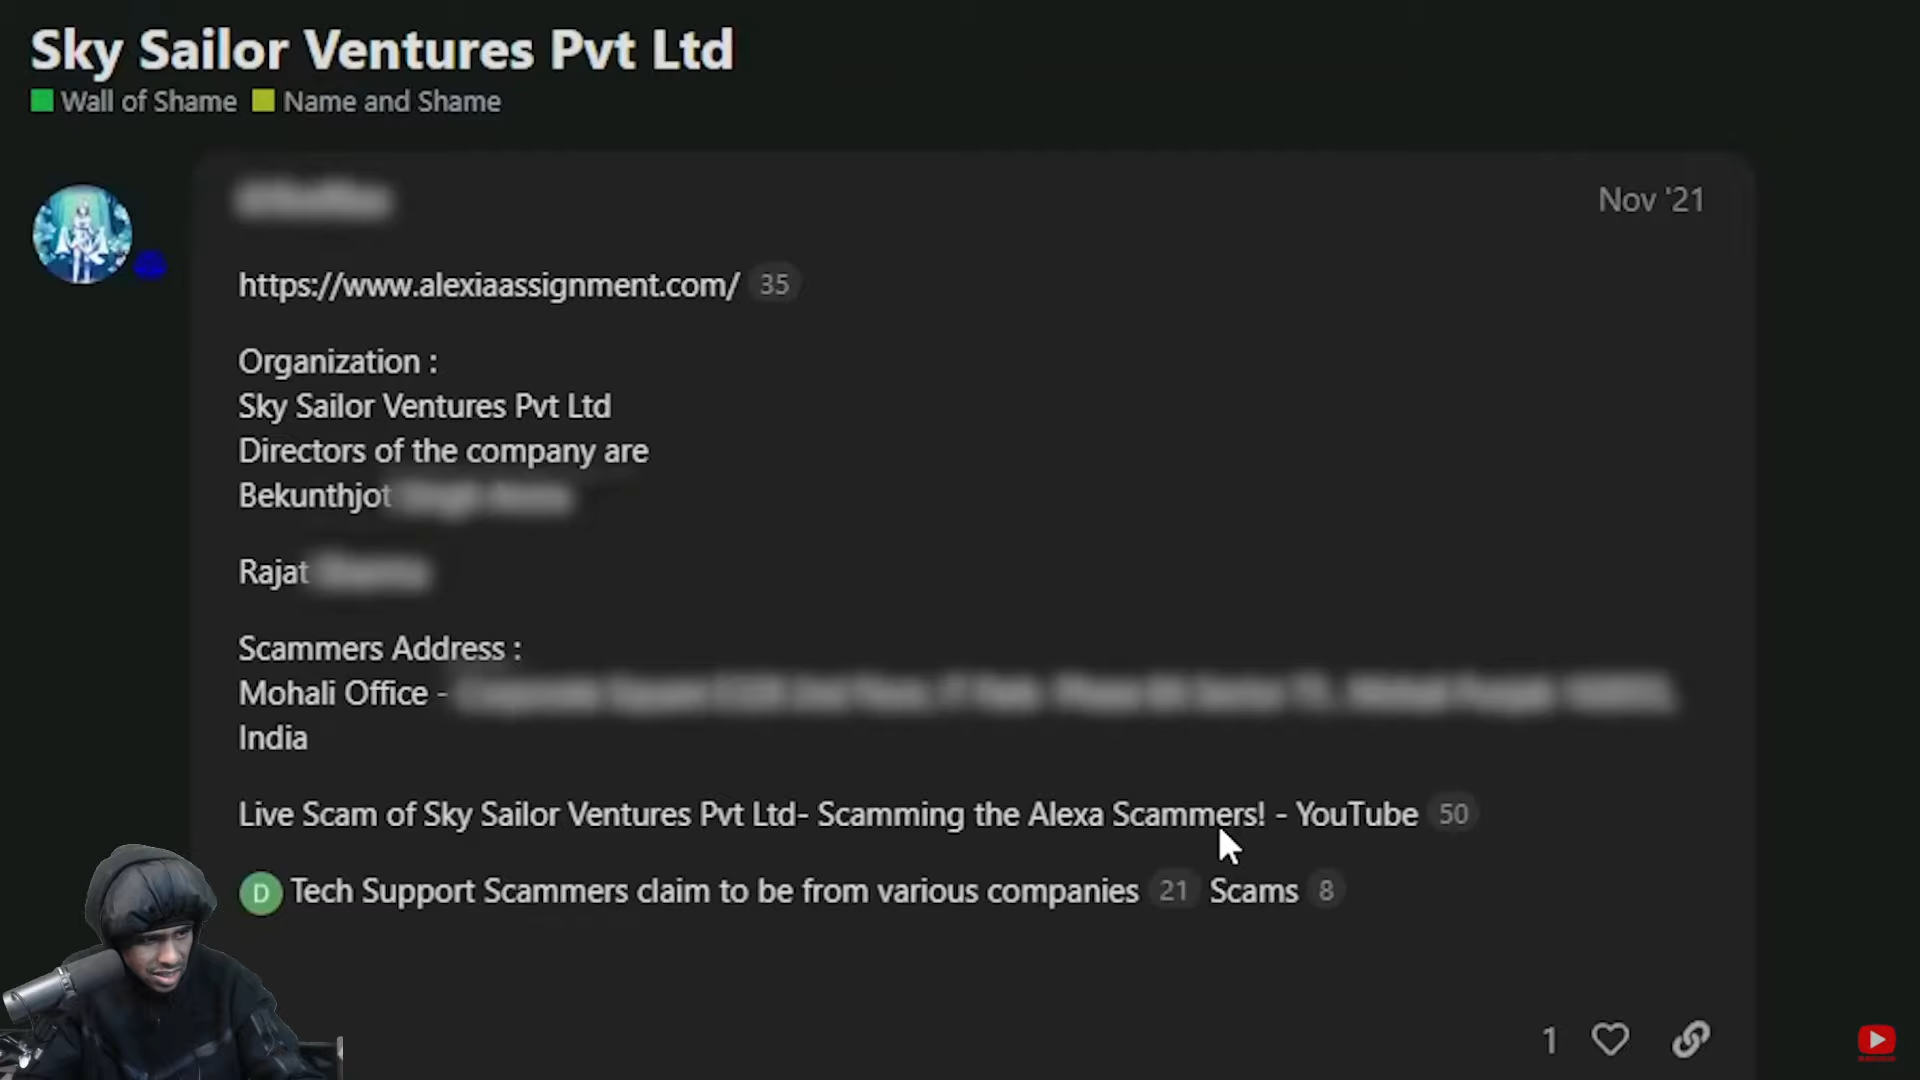 Sky Sailor Ventures Pvt Ltd
Wall of Shame Name and Shame
Nov '21
https://www.alexiaassignment.com/ 35
Organization :
Sky Sailor Ventures Pvt Ltd
Directors of the company are
Bekunthjot
Rajat
Scammers Address :
Mohali Office -
India
Live Scam of Sky Sailor Ventures Pvt Ltd- Scamming the Alexa Scammers! - YouTube 50
D Tech Support Scammers claim to be from various companies 21 Scams 8
1